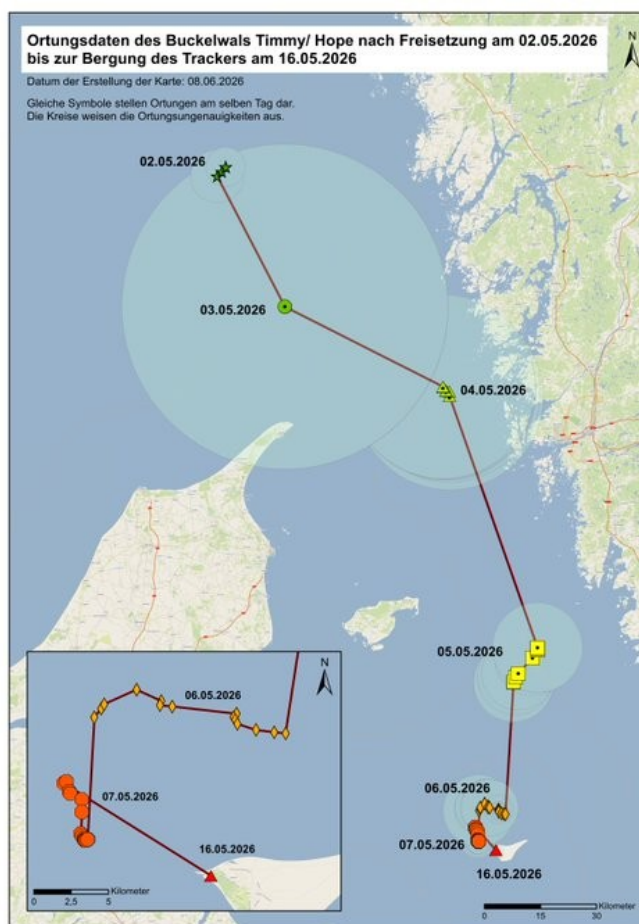 Ortungsdaten des Buckelwals Timmy/ Hope nach Freisetzung am 02.05.2026
bis zur Bergung des Trackers am 16.05.2026
Datum der Erstellung der Karte: 08.06.2026
Gleiche Symbole stellen Ortungen am selben Tag dar.
Die Kreise weisen die Ortungsungenauigkeiten aus.
N
02.05.2026
03.05.2026
04.05.2026
05.05.2026
06.05.2026
07.05.2026
16.05.2026
0 15 30
Kilometer
N
06.05.2026
07.05.2026
16.05.2026
0 2,5 5
Kilometer